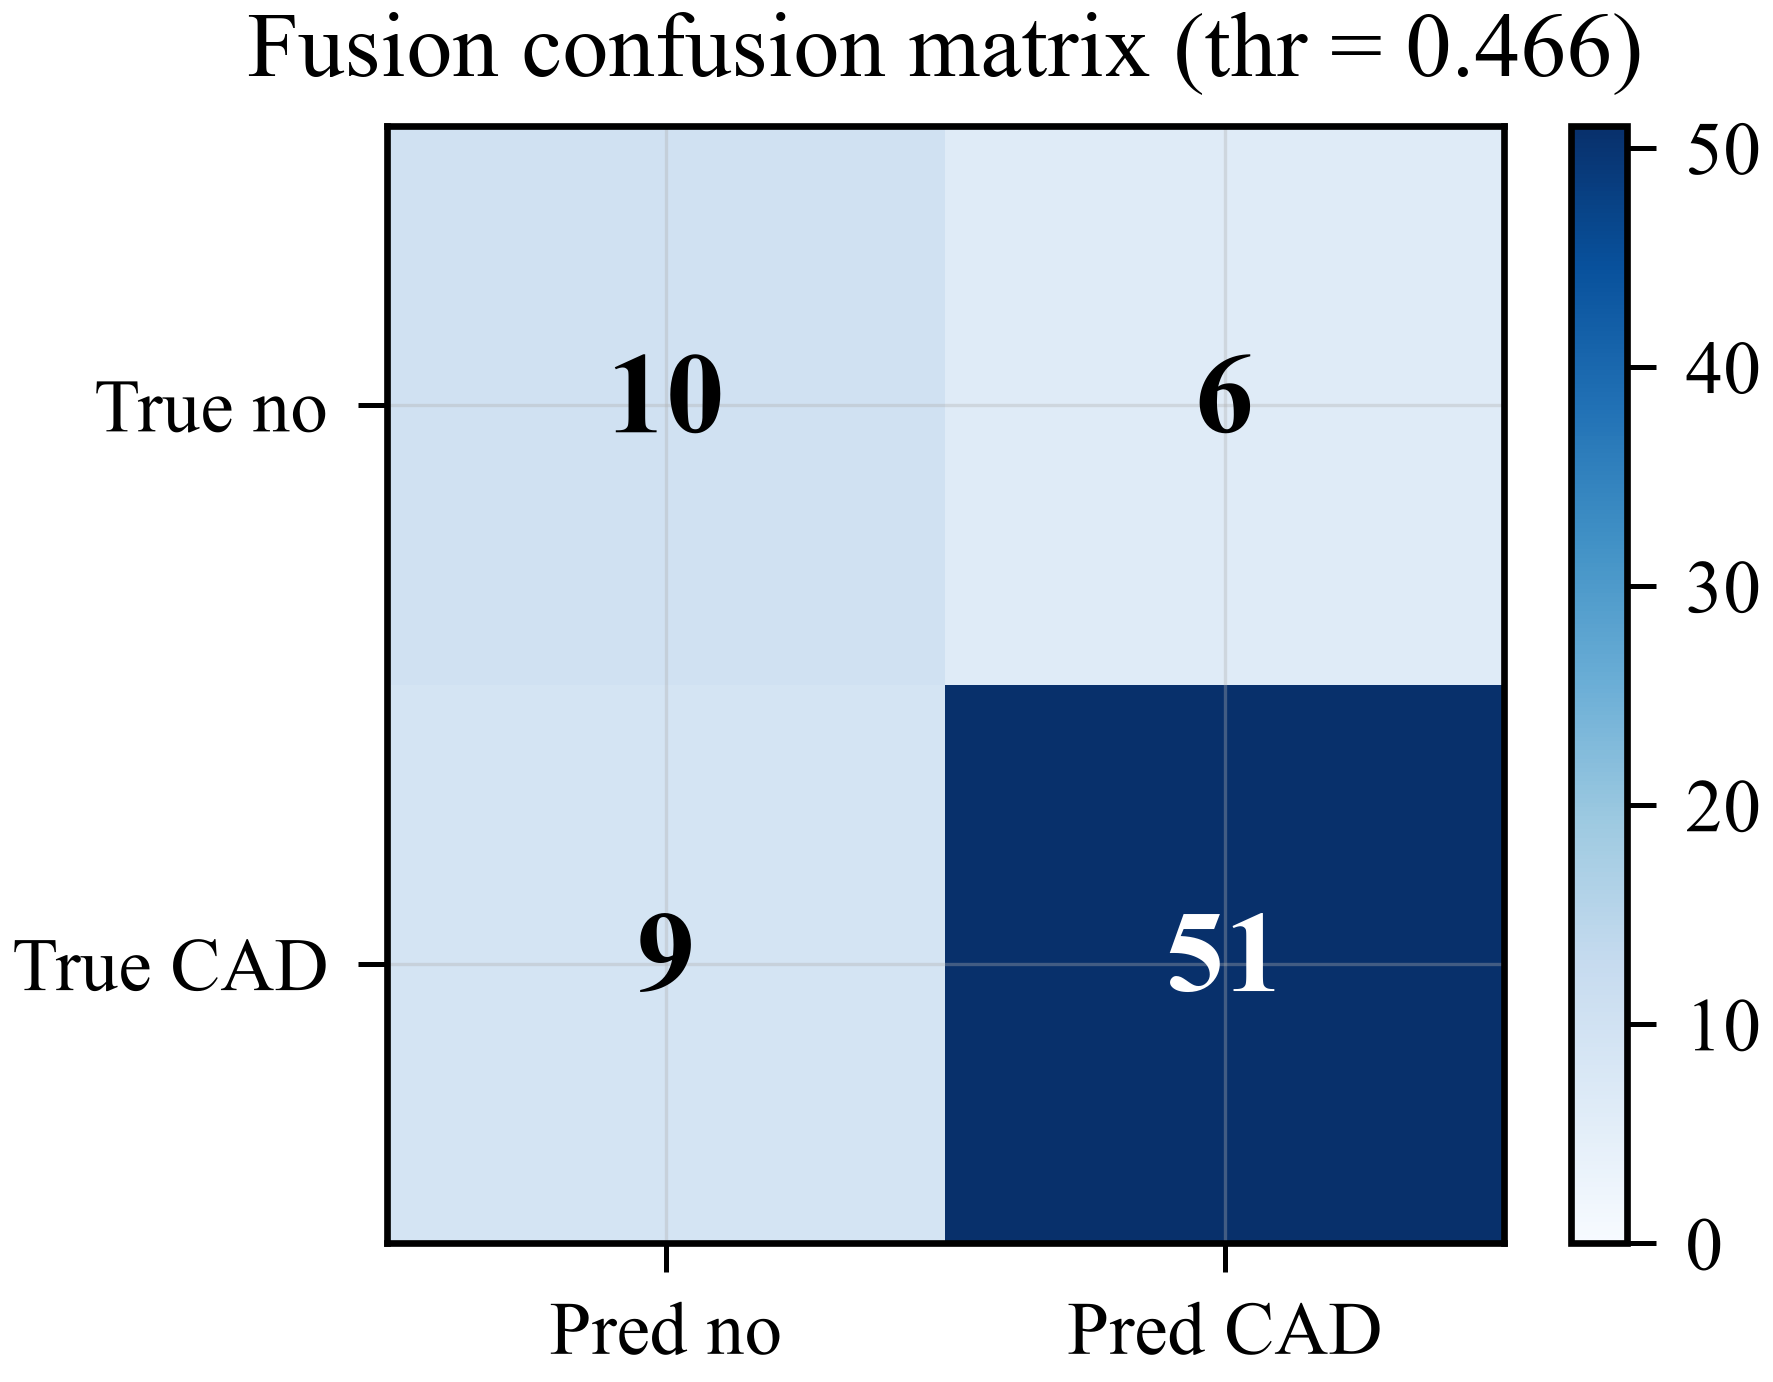 Fusion confusion matrix (thr = 0.466)
True no
10
6
True CAD
9
51
Pred no
Pred CAD
50
40
30
20
10
0